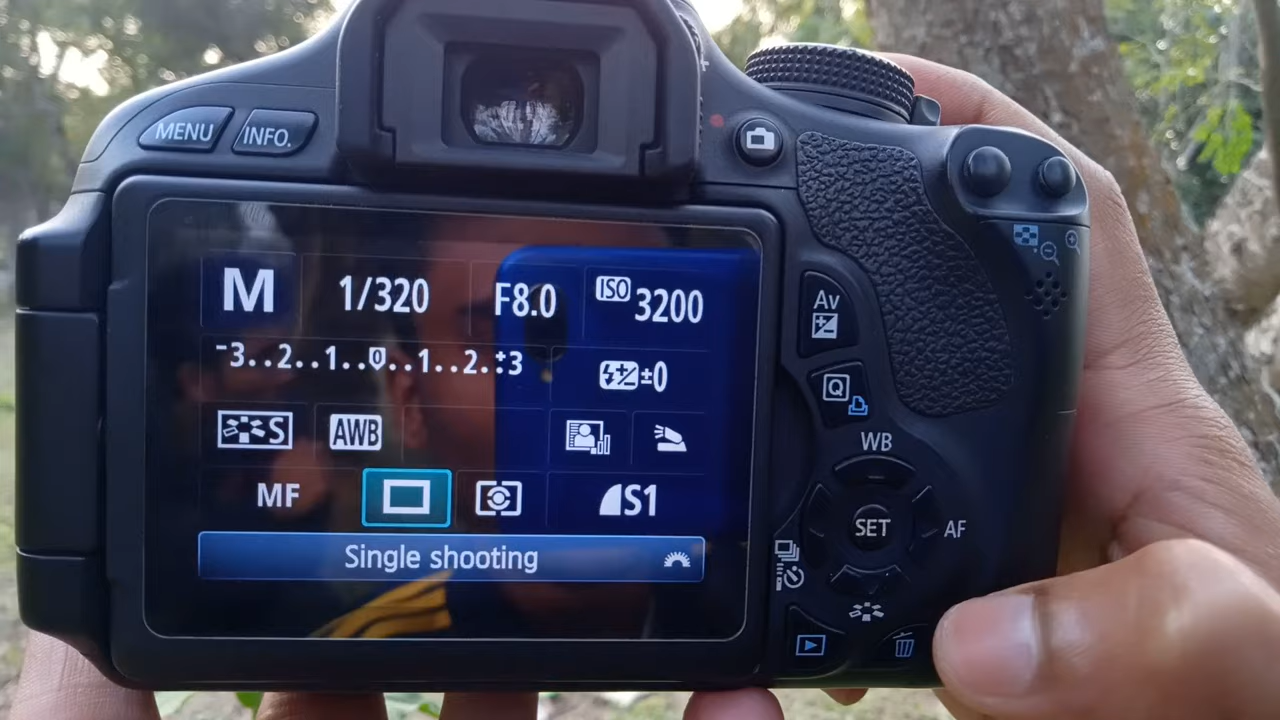 MENU INFO.
M 1/320 F8.0 ISO 3200
-3..2..1..0..1..2.:+3
±0
S AWB
MF S1
Single shooting
Av
Q
WB
SET AF